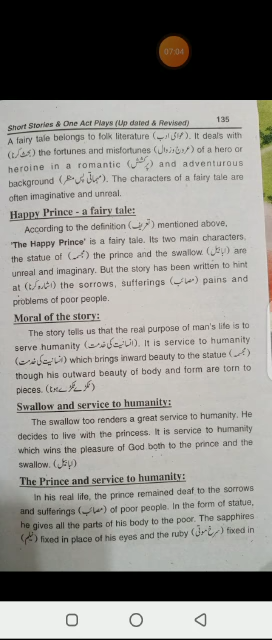 07:04
Short Stories & One Act Plays (Up dated & Revised) 135
A fairy tale belongs to folk literature (عوامی ادب). It deals with
(بحث کرنا) the fortunes and misfortunes (عروج و زوال) of a hero or
heroine in a romantic (پرکشش) and adventurous
background (مہماتی پس منظر). The characters of a fairy tale are
often imaginative and unreal.
Happy Prince - a fairy tale:
According to the definition (تعریف) mentioned above,
'The Happy Prince' is a fairy tale. Its two main characters,
the statue of (مجسمہ) the prince and the swallow (ابابیل) are
unreal and imaginary. But the story has been written to hint
at (اشارہ کرنا) the sorrows, sufferings (مصائب) pains and
problems of poor people.
Moral of the story:
The story tells us that the real purpose of man's life is to
serve humanity (انسانیت کی خدمت). It is service to humanity
(انسانیت کی خدمت) which brings inward beauty to the statue (مجسمہ)
though his outward beauty of body and form are torn to
pieces. (ٹکڑے ٹکڑے ہونا)
Swallow and service to humanity:
The swallow too renders a great service to humanity. He
decides to live with the princess. It is service to humanity
which wins the pleasure of God both to the prince and the
swallow. (ابابیل)
The Prince and service to humanity:
In his real life, the Prince remained deaf to the sorrows
and sufferings (مصائب) of poor people. In the form of statue,
he gives all the parts of his body to the poor. The sapphires
(نیلم) fixed in place of his eyes and the ruby (سرخ موتی) fixed in